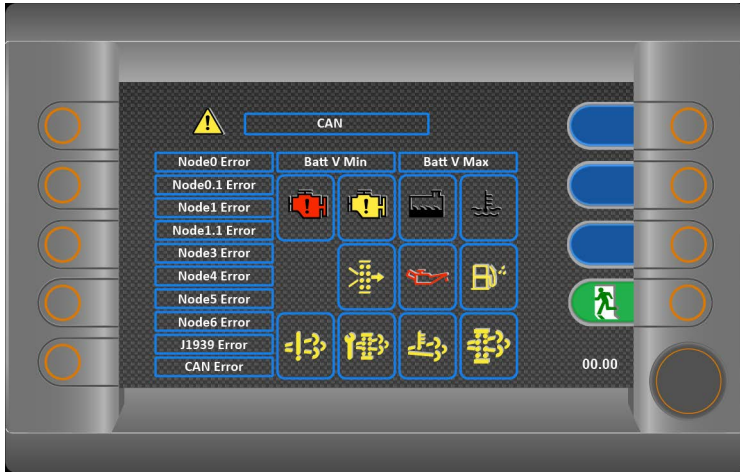 CAN
Node0 Error Batt V Min Batt V Max
Node0.1 Error
Node1 Error
Node1.1 Error
Node3 Error
Node4 Error
Node5 Error
Node6 Error
J1939 Error
CAN Error
00.00